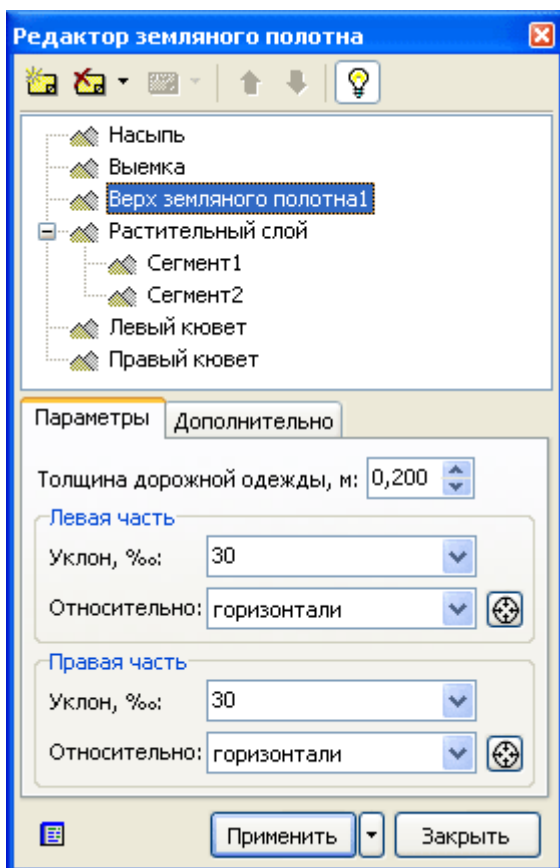 Редактор земляного полотна
Насыпь
Выемка
Верх земляного полотна1
Растительный слой
Сегмент1
Сегмент2
Левый кювет
Правый кювет
Параметры Дополнительно
Толщина дорожной одежды, м: 0,200
Левая часть
Уклон, ‰: 30
Относительно: горизонтали
Правая часть
Уклон, ‰: 30
Относительно: горизонтали
Применить Закрыть